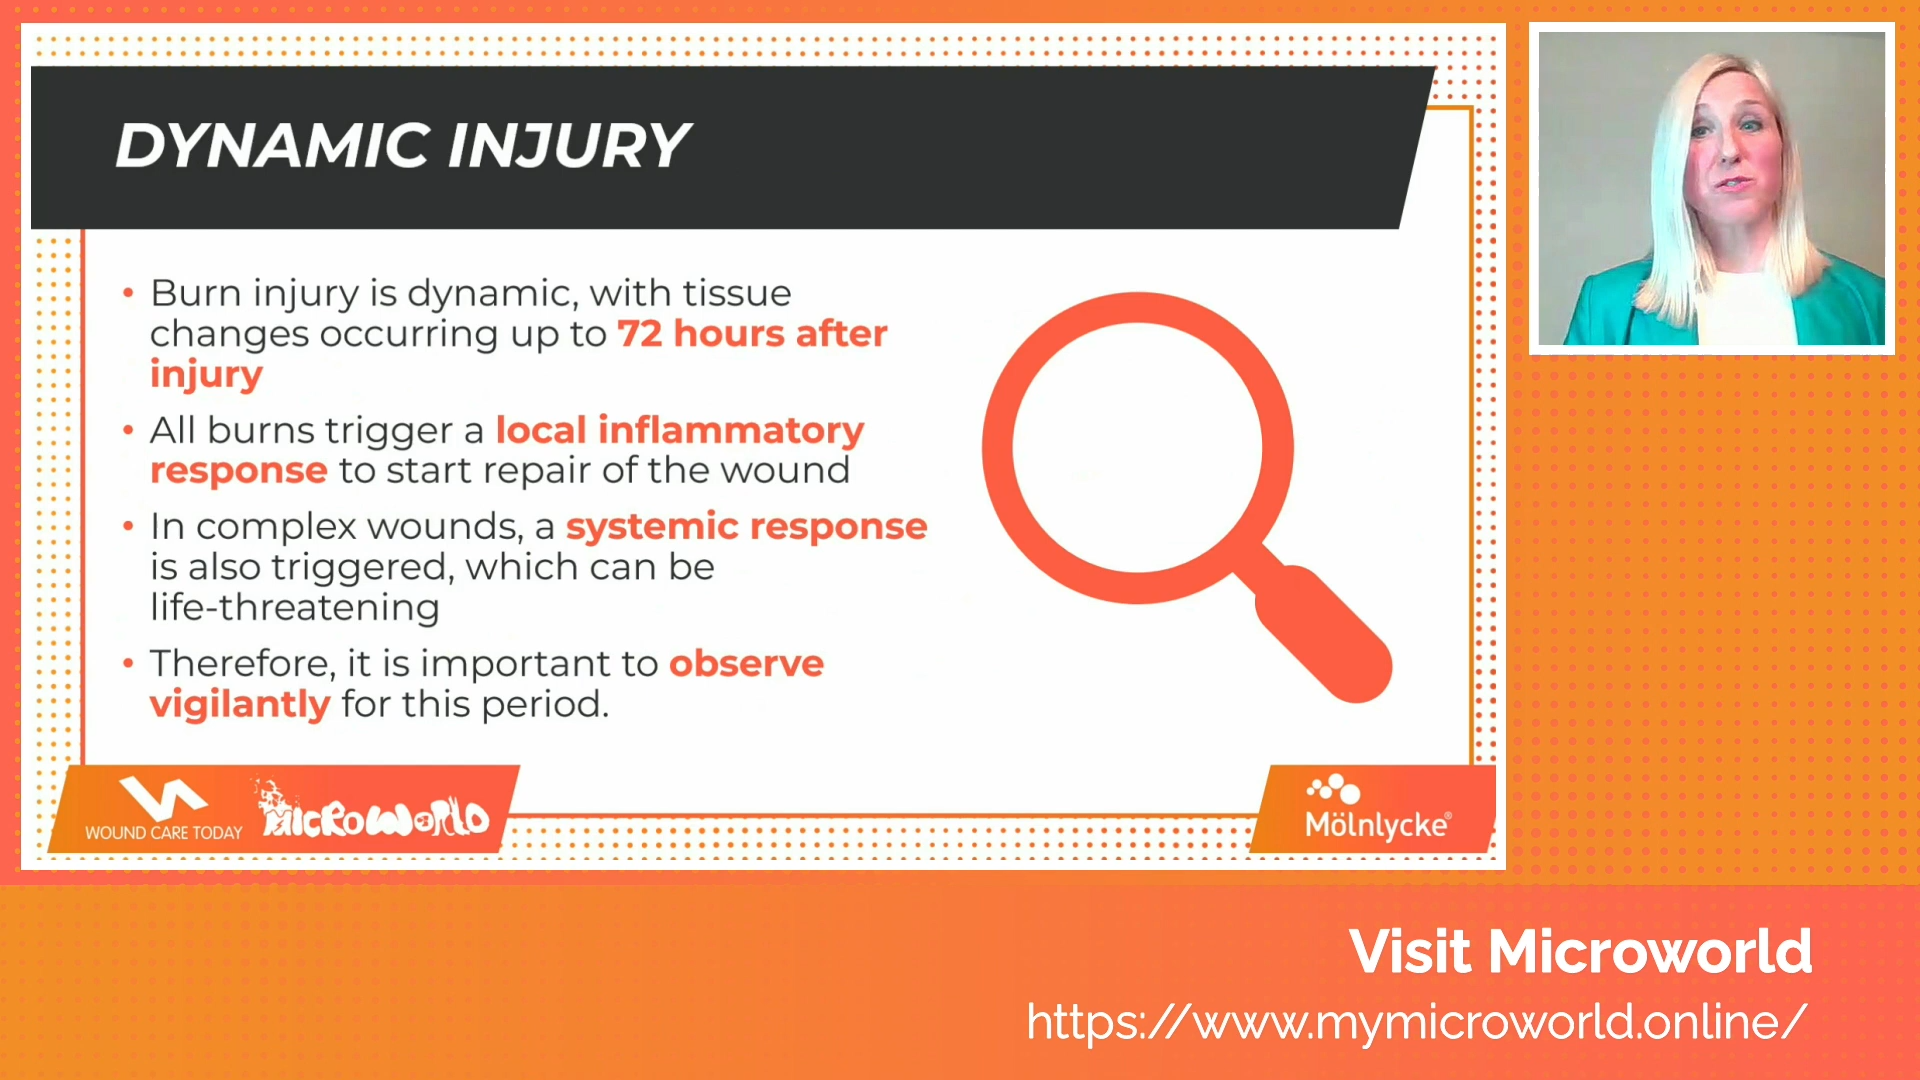 DYNAMIC INJURY
• Burn injury is dynamic, with tissue
changes occurring up to 72 hours after
injury
• All burns trigger a local inflammatory
response to start repair of the wound
• In complex wounds, a systemic response
is also triggered, which can be
life-threatening
• Therefore, it is important to observe
vigilantly for this period.
WOUND CARE TODAY
MICROWORLD
Mölnlycke®
Visit Microworld
https://www.mymicroworld.online/